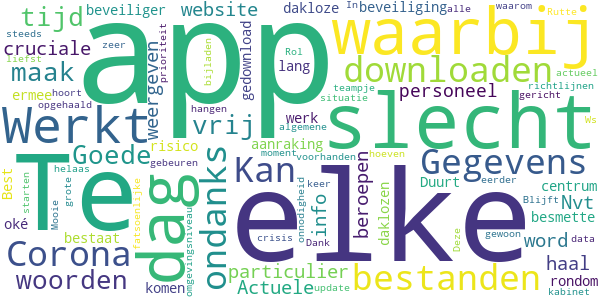 tijd
beveiliger
website
dakloze
In
beveiliging
alle
waarom
Rutte
steeds
zeer
cruciale
liefst
maak
app
waarbij
prioriteit
bijladen
gedownload
Rol
lang
hoort
ermee
opgehaald
weergeven
downloaden
actueel
personeel
teampje
richtlijnen
situatie
gericht
hangen
algemene
Ws
Werkt
vrij
werk
slecht
Goede
risico
aanraking
moment
voorhanden
hoeven
gebeuren
Te
dag
ondanks
Kan
elke
info
beroepen
keer
daklozen
Duurt
eerder
Gegevens
centrum
Blijft
Nvt
besmette
Best
starten
helaas
grote
Mooie
fatsoenlijke
omgevingsniveau
onnodigheid
oké
bestaat
Corona
crisis
Dank
Deze
gewoon
word
data
haal
woorden
komen
particulier
Actuele
update
bestanden
rondom
kabinet